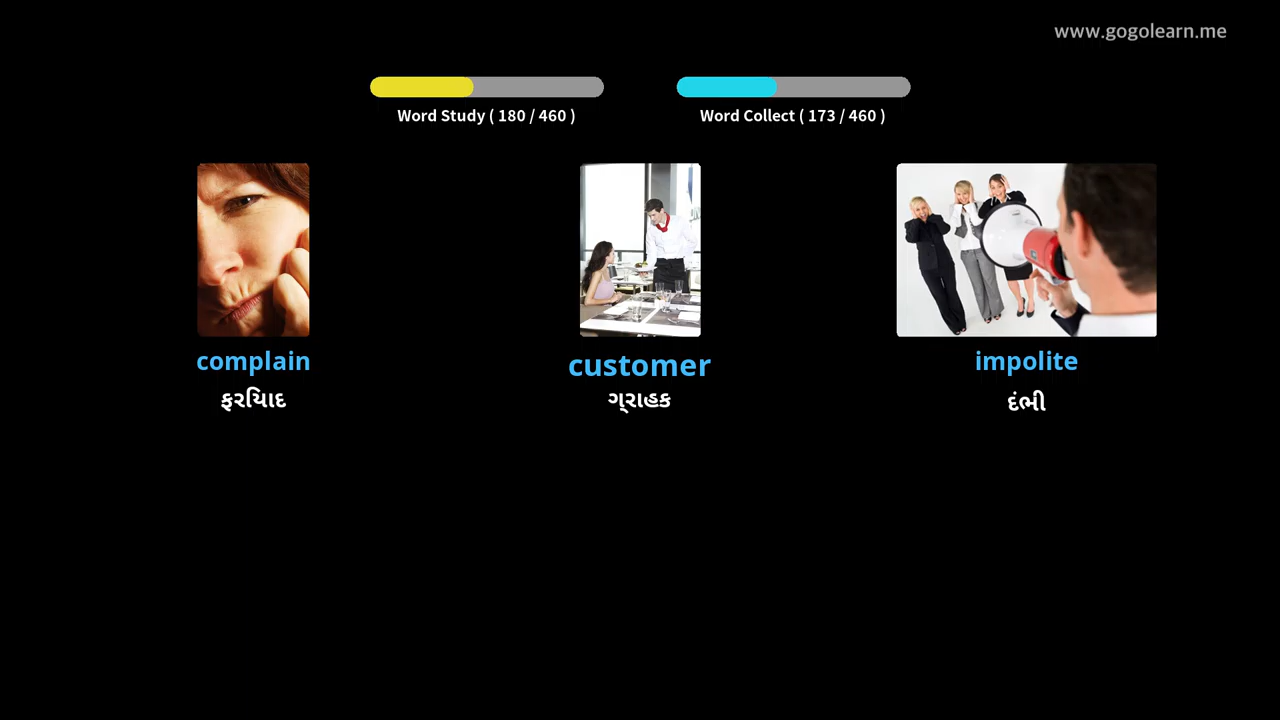 www.gogolearn.me
Word Study ( 180 / 460 )
Word Collect ( 173 / 460 )
complain
customer
impolite
ફરિયાદ
ગ્રાહક
દંભી